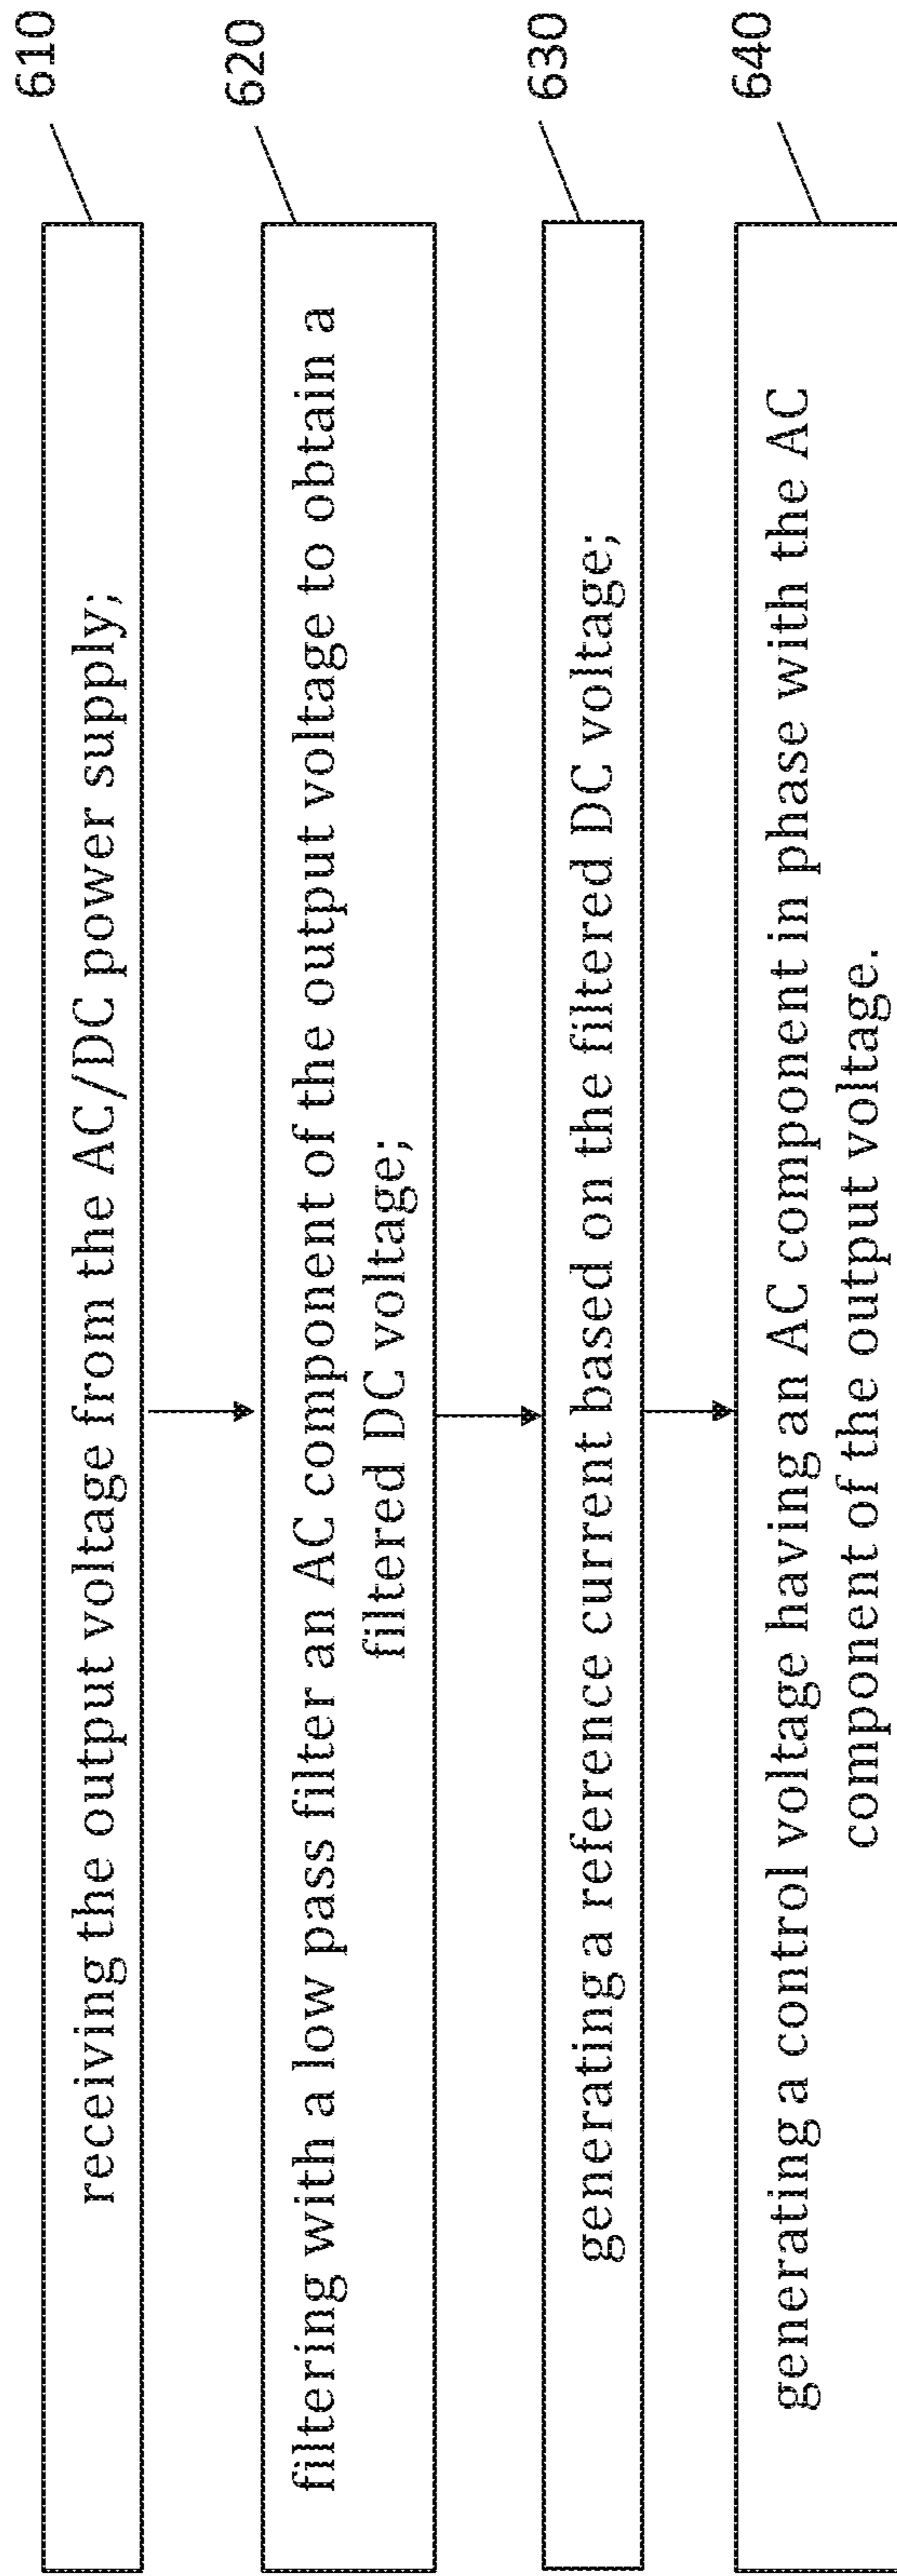 610
receiving the output voltage from the AC/DC power supply;
620
filtering with a low pass filter an AC component of the output voltage to obtain a
filtered DC voltage;
630
generating a reference current based on the filtered DC voltage;
640
generating a control voltage having an AC component in phase with the AC
component of the output voltage.